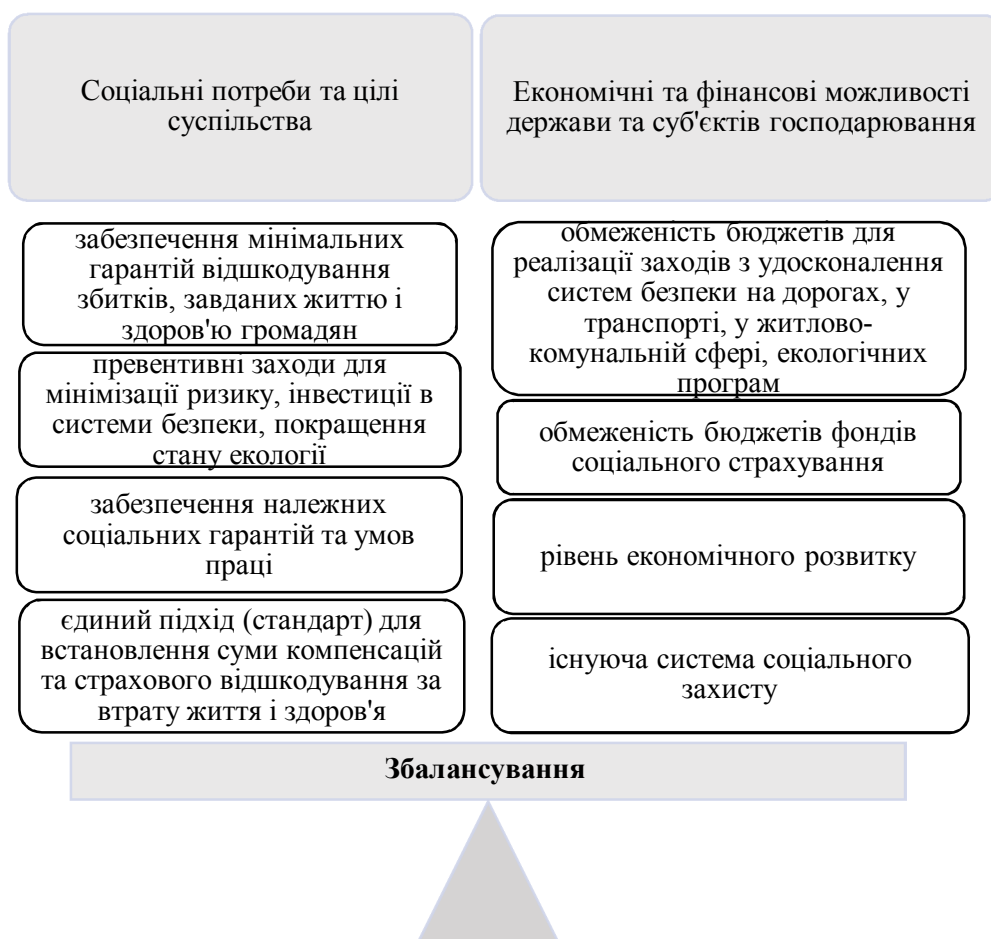 Соціальні потреби та цілі
суспільства
Економічні та фінансові можливості
держави та суб'єктів господарювання
забезпечення мінімальних
гарантій відшкодування
збитків, завданих життю і
здоров'ю громадян
превентивні заходи для
мінімізації ризику, інвестиції в
системи безпеки, покращення
стану екології
забезпечення належних
соціальних гарантій та умов
праці
єдиний підхід (стандарт) для
встановлення суми компенсацій
та страхового відшкодування за
втрату життя і здоров'я
обмеженість бюджетів для
реалізації заходів з удосконалення
систем безпеки на дорогах, у
транспорті, у житлово-
комунальній сфері, екологічних
програм
обмеженість бюджетів фондів
соціального страхування
рівень економічного розвитку
існуюча система соціального
захисту
Збалансування